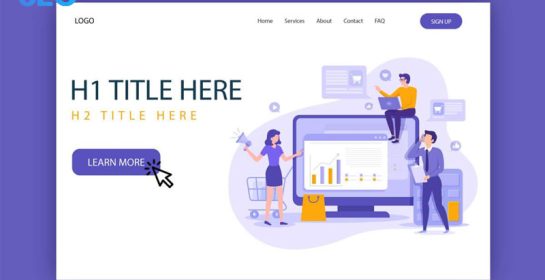 LOGO
Home Services About Contact FAQ
SIGN UP
H1 TITLE HERE
H2 TITLE HERE
LEARN MORE